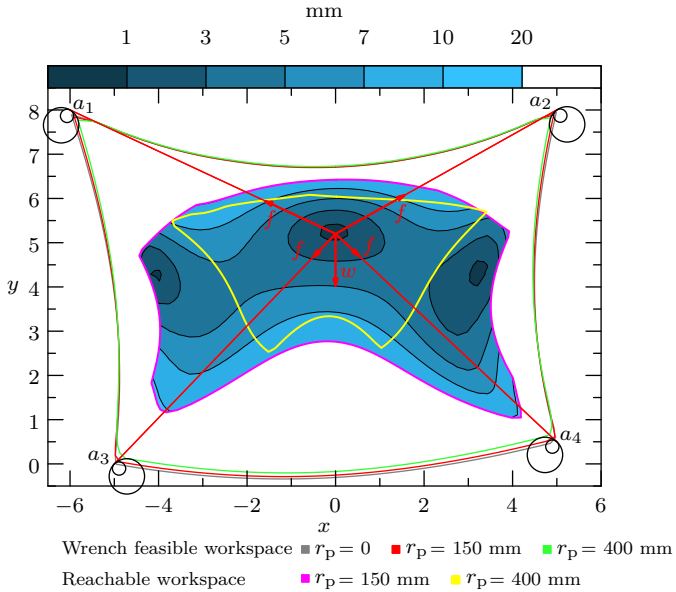 mm
1 3 5 7 10 20
a₁ a₂
8
7
6
5
4
3
2
1
0
y
f f
f f
w
a₃ a₄
−6 −4 −2 0 2 4 6
x
Wrench feasible workspace rₚ = 0 rₚ = 150 mm rₚ = 400 mm
Reachable workspace rₚ = 150 mm rₚ = 400 mm